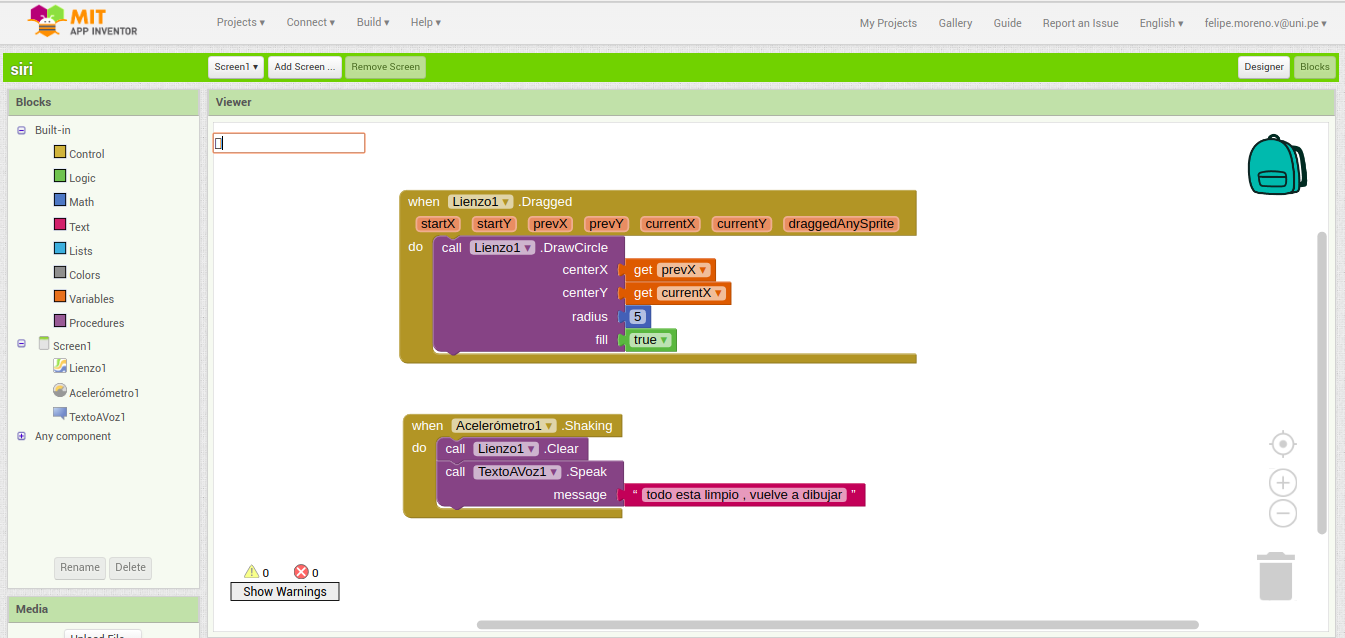 MIT
APP INVENTOR
Projects ▾ Connect ▾ Build ▾ Help ▾ My Projects Gallery Guide Report an Issue English ▾ felipe.moreno.v@uni.pe ▾
siri Screen1 ▾ Add Screen ... Remove Screen Designer Blocks
Blocks
Built-in
Control
Logic
Math
Text
Lists
Colors
Variables
Procedures
Screen1
Lienzo1
Acelerómetro1
TextoAVoz1
Any component
Rename Delete
Media
Upload File ...
Viewer
when Lienzo1 ▾ .Dragged
startX startY prevX prevY currentX currentY draggedAnySprite
do call Lienzo1 ▾ .DrawCircle
centerX get prevX ▾
centerY get currentX ▾
radius 5
fill true ▾
when Acelerómetro1 ▾ .Shaking
do call Lienzo1 ▾ .Clear
call TextoAVoz1 ▾ .Speak
message “ todo esta limpio , vuelve a dibujar ”
0 0
Show Warnings